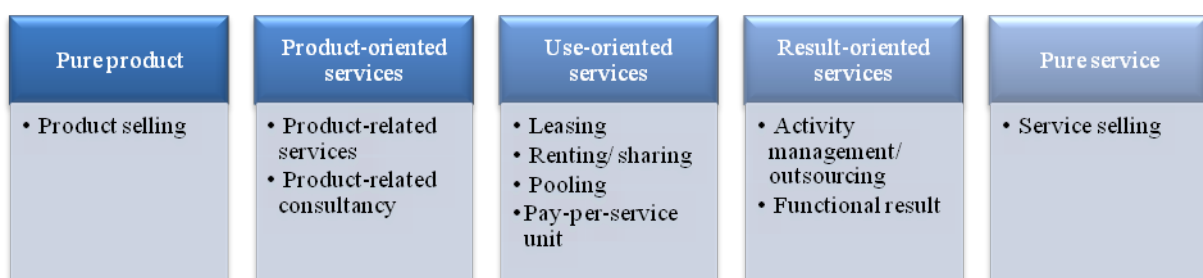 Pure product
• Product selling
Product-oriented
services
• Product-related
services
• Product-related
consultancy
Use-oriented
services
• Leasing
• Renting/ sharing
• Pooling
•Pay-per-service
unit
Result-oriented
services
• Activity
management/
outsourcing
• Functional result
Pure service
• Service selling